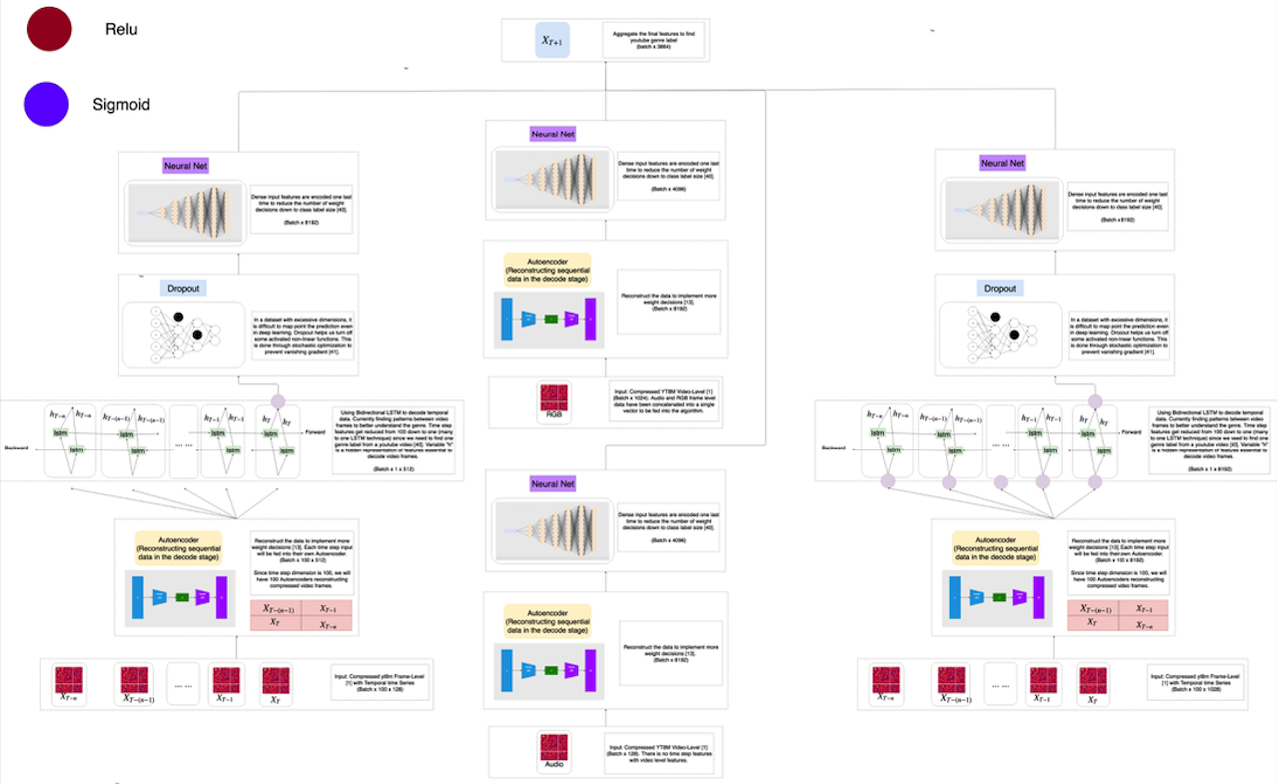 Relu
Sigmoid
X_{T+1}
Aggregate the final features to find
youtube genre label
(batch x 3864)
Neural Net
Dense input features are encoded one last
time to reduce the number of weight
decisions down to class label size [40].
(Batch x 8192)
Dropout
In a dataset with excessive dimensions, it
is difficult to map point the prediction even
in deep learning. Dropout helps us turn off
some activated non-linear functions. This
is done through stochastic optimization to
prevent vanishing gradient [41].
h_{T-n} h_{T-n}
h_{T-(n-1)} h_{T-(n-1)}
... ...
h_{T-1} h_{T-1}
h_T h_T
lstm lstm lstm lstm
lstm lstm lstm
Backward
Forward
Using Bidirectional LSTM to decode temporal
data. Currently finding patterns between video
frames to better understand the genre. Time step
features get reduced from 100 down to one (many
to one LSTM technique) since we need to find one
genre label from a youtube video [40]. Variable "h"
is a hidden representation of features essential to
decode video frames.
(Batch x 1 x 512)
Autoencoder
(Reconstructing sequential
data in the decode stage)
Reconstruct the data to implement more
weight decisions [13]. Each time step input
will be fed into their own Autoencoder.
(Batch x 100 x 512)
Since time step dimension is 100, we will
have 100 Autoencoders reconstructing
compressed video frames.
X_{T-(n-1)} X_{T-1}
X_T X_{T-n}
X_{T-n} X_{T-(n-1)} ... ... X_{T-1} X_T
Input: Compressed yt8m Frame-Level
[1] with Temporal time Series
(Batch x 100 x 128)
Neural Net
Dense input features are encoded one last
time to reduce the number of weight
decisions down to class label size [40].
(Batch x 4096)
Autoencoder
(Reconstructing sequential
data in the decode stage)
Reconstruct the data to implement more
weight decisions [13].
(Batch x 8192)
RGB
Input: Compressed YT8M Video-Level [1]
(Batch x 1024). Audio and RGB frame level
data have been concatenated into a single
vector to be fed into the algorithm.
Neural Net
Dense input features are encoded one last
time to reduce the number of weight
decisions down to class label size [40].
(Batch x 4096)
Autoencoder
(Reconstructing sequential
data in the decode stage)
Reconstruct the data to implement more
weight decisions [13].
(Batch x 8192)
Audio
Input: Compressed YT8M Video-Level [1]
(Batch x 128). There is no time step features
with video level features.
Neural Net
Dense input features are encoded one last
time to reduce the number of weight
decisions down to class label size [40].
(Batch x 8192)
Dropout
In a dataset with excessive dimensions, it
is difficult to map point the prediction even
in deep learning. Dropout helps us turn off
some activated non-linear functions. This
is done through stochastic optimization to
prevent vanishing gradient [41].
h_{T-n} h_{T-n}
h_{T-(n-1)} h_{T-(n-1)}
... ...
h_{T-1} h_{T-1}
h_T h_T
lstm lstm lstm lstm
lstm lstm lstm lstm
Backward
Forward
Using Bidirectional LSTM to decode temporal
data. Currently finding patterns between video
frames to better understand the genre. Time step
features get reduced from 100 down to one (many
to one LSTM technique) since we need to find one
genre label from a youtube video [40]. Variable "h"
is a hidden representation of features essential to
decode video frames.
(Batch x 1 x 8192)
Autoencoder
(Reconstructing sequential
data in the decode stage)
Reconstruct the data to implement more
weight decisions [13]. Each time step input
will be fed into their own Autoencoder.
(Batch x 100 x 8192)
Since time step dimension is 100, we will
have 100 Autoencoders reconstructing
compressed video frames.
X_{T-(n-1)} X_{T-1}
X_T X_{T-n}
X_{T-n} X_{T-(n-1)} ... ... X_{T-1} X_T
Input: Compressed yt8m Frame-Level
[1] with Temporal time Series
(Batch x 100 x 1028)